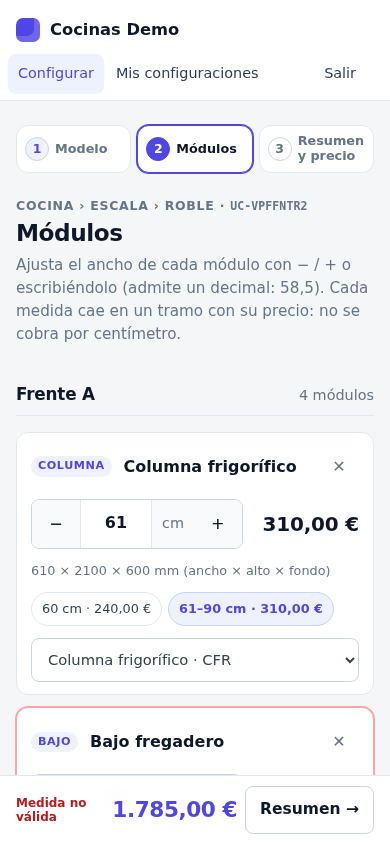 Cocinas Demo
Configurar Mis configuraciones Salir
1 Modelo 2 Módulos 3 Resumen y precio
COCINA › ESCALA › ROBLE · UC-VPFFNTR2
Módulos
Ajusta el ancho de cada módulo con − / + o
escribiéndolo (admite un decimal: 58,5). Cada
medida cae en un tramo con su precio: no se
cobra por centímetro.
Frente A 4 módulos
COLUMNA Columna frigorífico ✕
− 61 cm + 310,00 €
610 × 2100 × 600 mm (ancho × alto × fondo)
60 cm · 240,00 € 61–90 cm · 310,00 €
Columna frigorífico · CFR
BAJO Bajo fregadero ✕
Medida no válida 1.785,00 € Resumen →